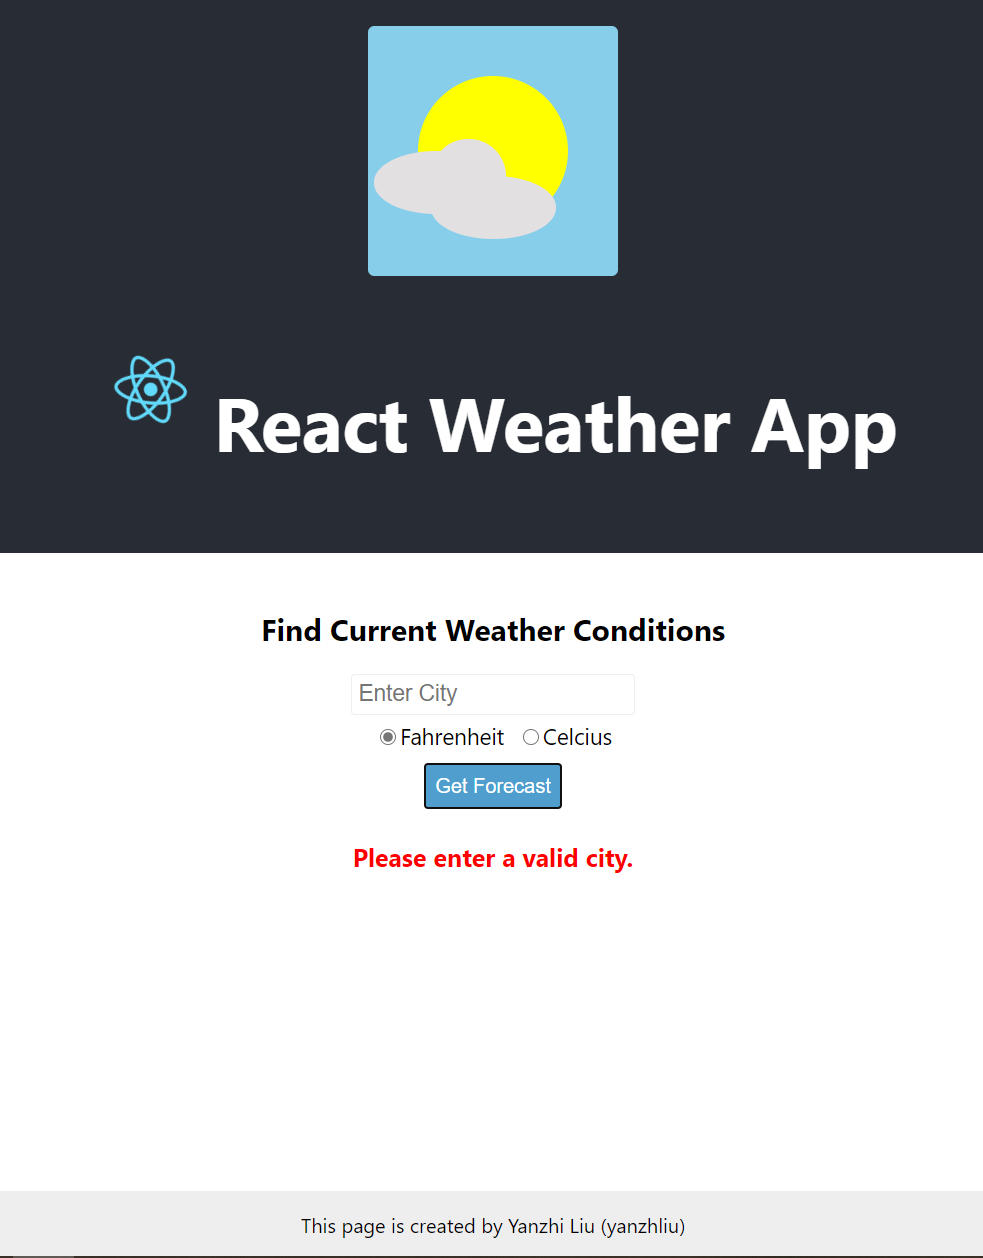 React Weather App
Find Current Weather Conditions
Enter City
Fahrenheit Celcius
Get Forecast
Please enter a valid city.
This page is created by Yanzhi Liu (yanzhliu)